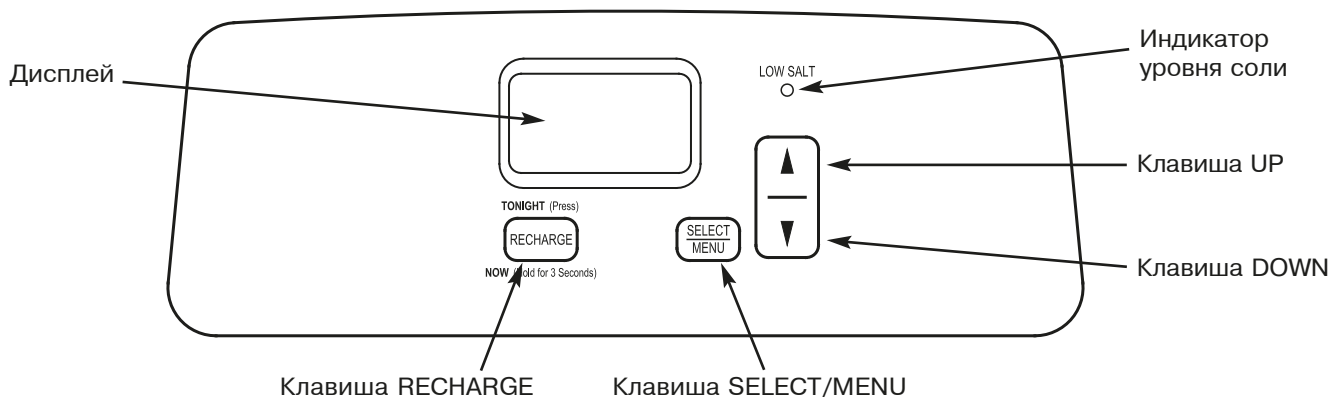 Индикатор
уровня соли
Дисплей
LOW SALT
Клавиша UP
TONIGHT (Press)
RECHARGE
SELECT
MENU
NOW (Hold for 3 Seconds)
Клавиша DOWN
Клавиша RECHARGE
Клавиша SELECT/MENU